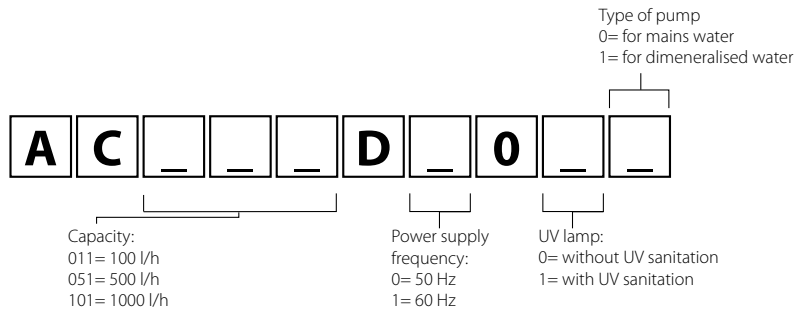 Type of pump
0= for mains water
1= for dimeneralised water
A C _ _ _ D _ 0 _ _
Capacity:
011= 100 l/h
051= 500 l/h
101= 1000 l/h
Power supply
frequency:
0= 50 Hz
1= 60 Hz
UV lamp:
0= without UV sanitation
1= with UV sanitation